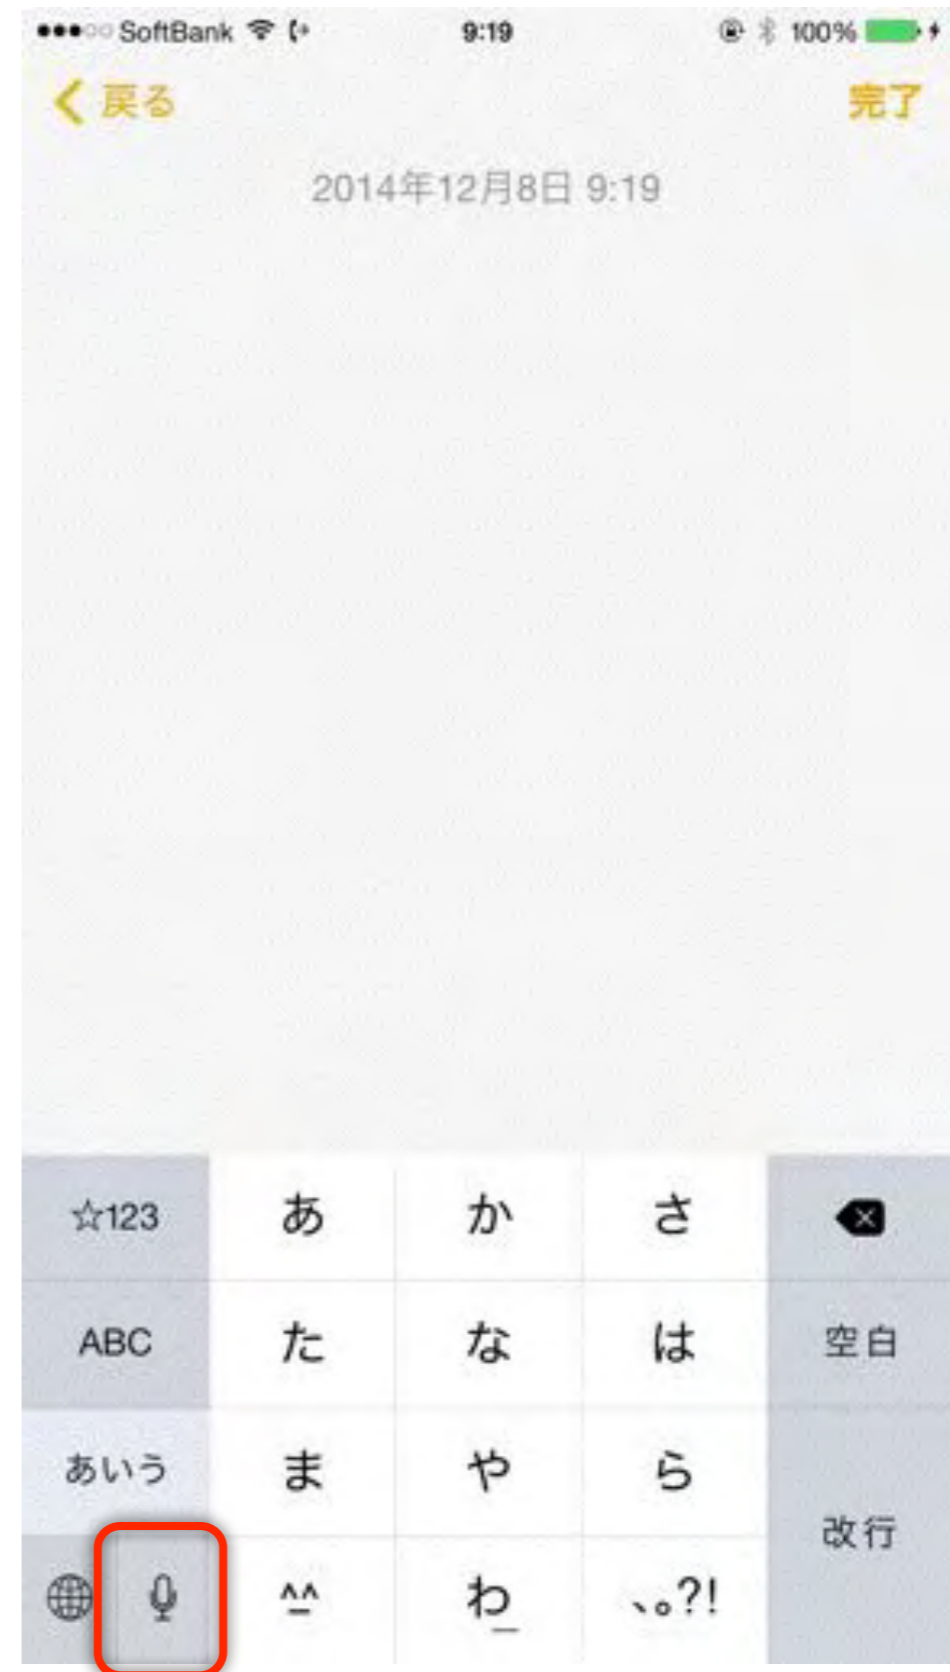 SoftBank 9:19 100%
戻る 完了
2014年12月8日 9:19
☆123 あ か さ
ABC た な は 空白
あいう ま や ら
改行
^^ わ 、。?!